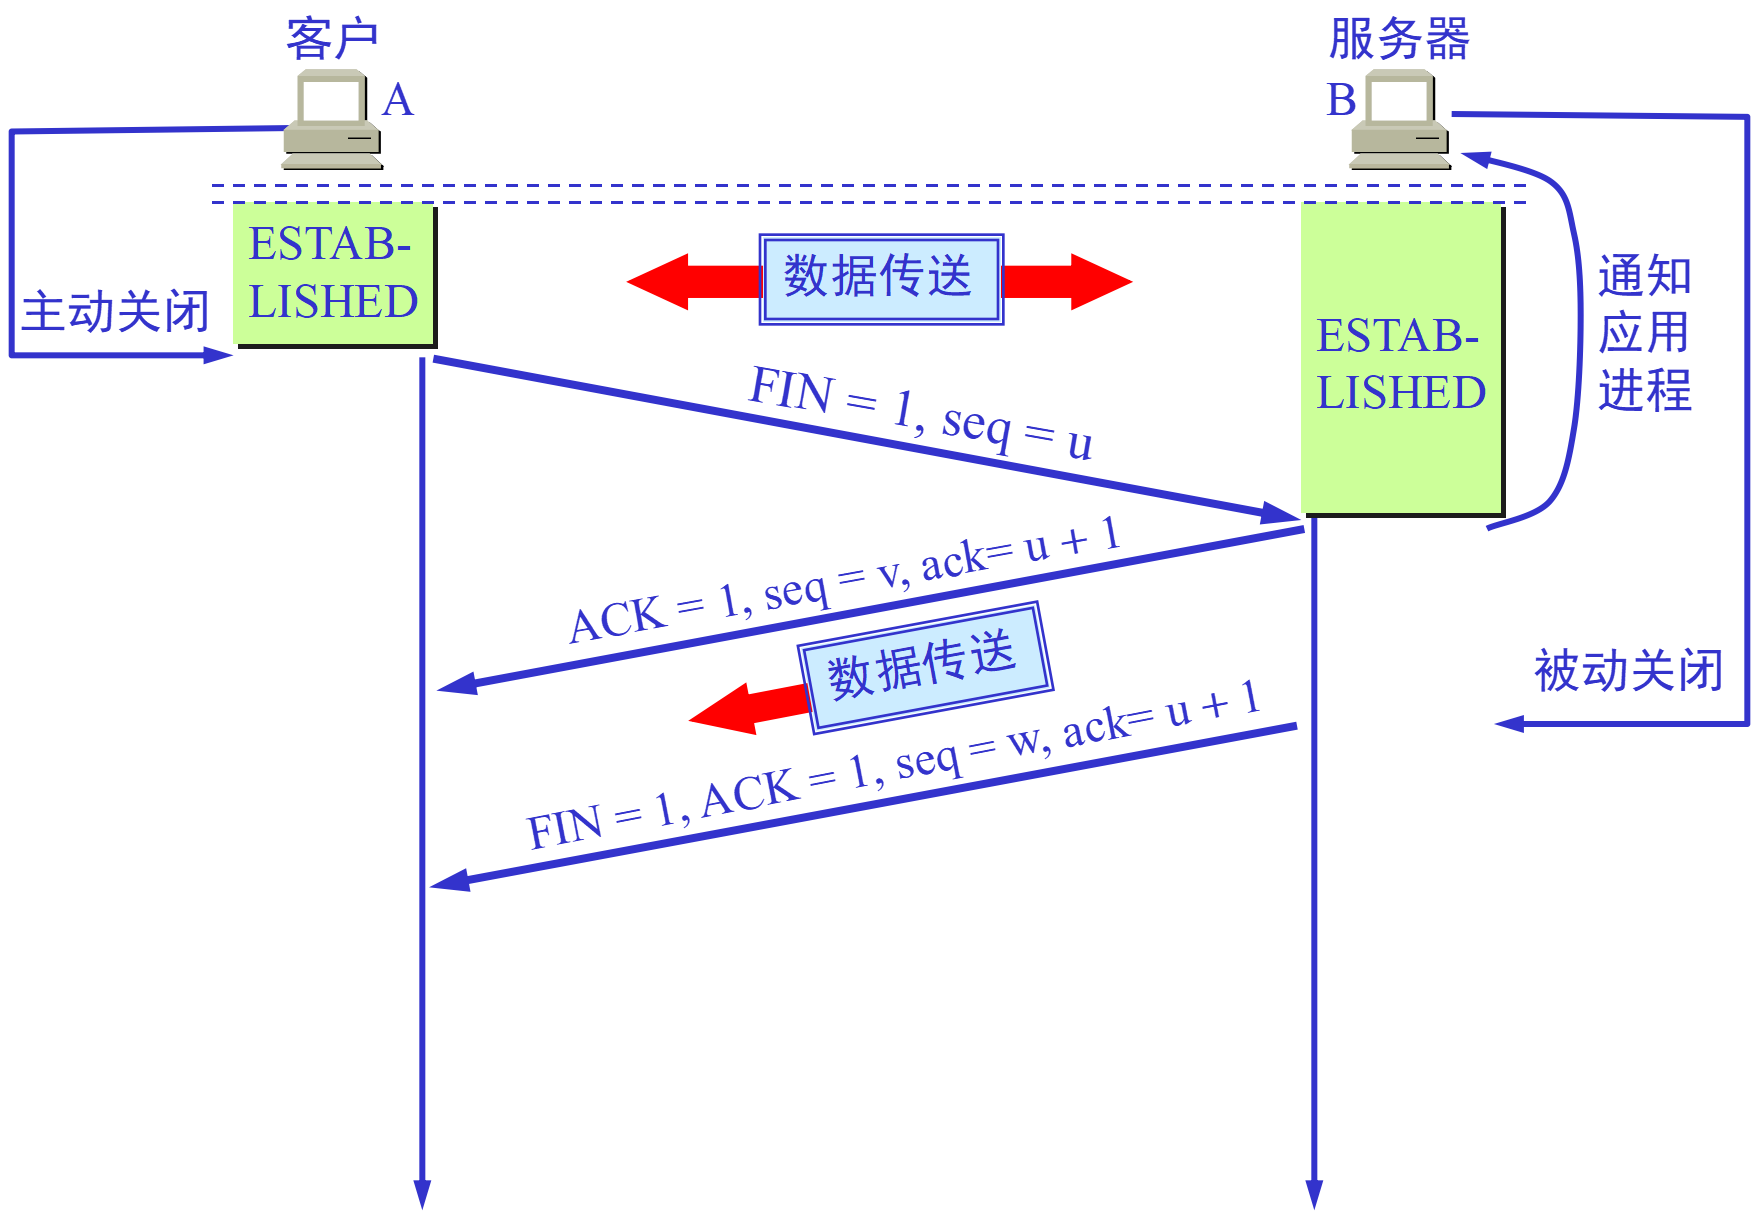 客户
服务器
A
B
ESTAB-
LISHED
数据传送
主动关闭
ESTAB-
LISHED
通知
应用
进程
FIN = 1, seq = u
ACK = 1, seq = v, ack= u + 1
数据传送
被动关闭
FIN = 1, ACK = 1, seq = w, ack= u + 1